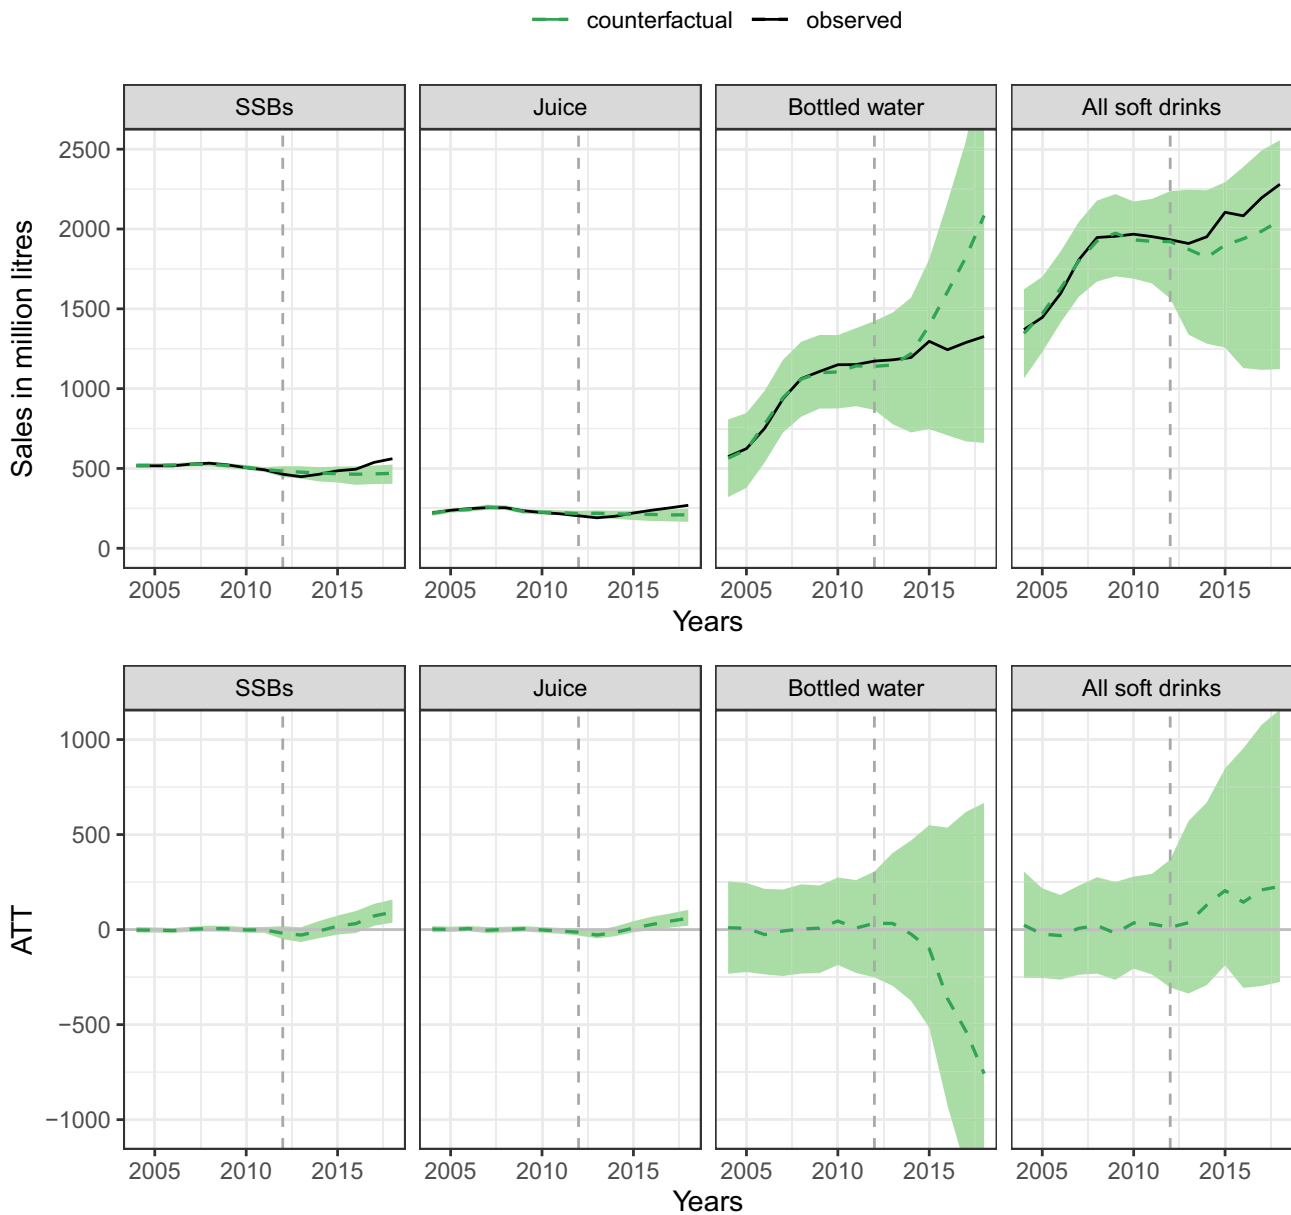 counterfactual observed
SSBs Juice Bottled water All soft drinks
Sales in million litres
2500
2000
1500
1000
500
0
2005 2010 2015 2005 2010 2015 2005 2010 2015 2005 2010 2015
Years
SSBs Juice Bottled water All soft drinks
ATT
1000
500
0
−500
−1000
2005 2010 2015 2005 2010 2015 2005 2010 2015 2005 2010 2015
Years